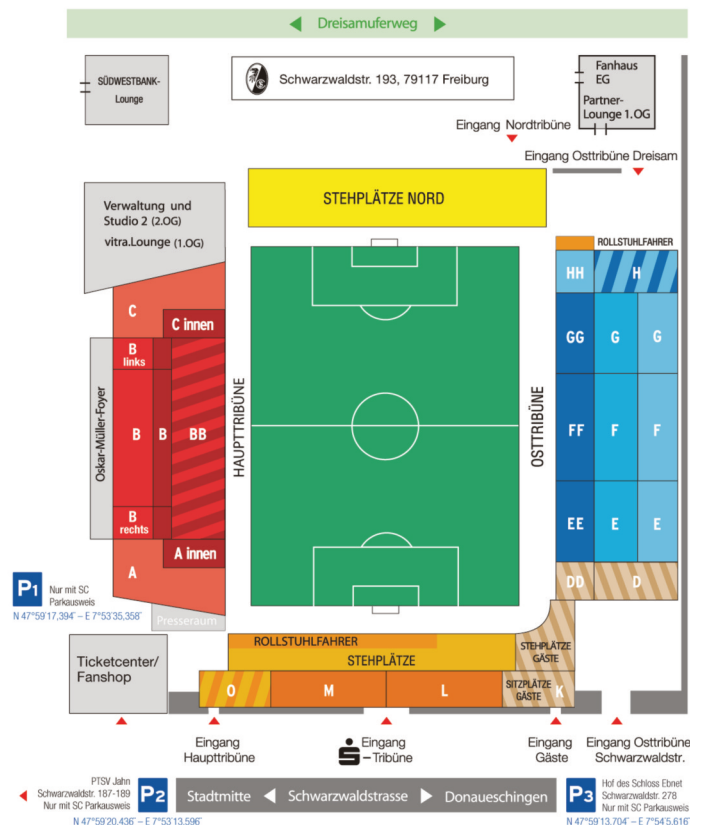 Dreisamuferweg
SÜDWESTBANK-
Lounge
Schwarzwaldstr. 193, 79117 Freiburg
Fanhaus
EG
Partner-
Lounge 1.OG
Eingang Nordtribüne
Eingang Osttribüne Dreisam
STEHPLÄTZE NORD
Verwaltung und
Studio 2 (2.OG)
vitra.Lounge (1.OG)
ROLLSTUHLFAHRER
HH
H
C
C innen
B
links
GG
G
G
Oskar-Müller-Foyer
B
B
BB
HAUPTTRIBÜNE
OSTTRIBÜNE
FF
F
F
B
rechts
EE
E
E
A innen
A
DD
D
P1
Nur mit SC
Parkausweis
N 47°59'17,394" – E 7°53'35,358"
Presseraum
Ticketcenter/
Fanshop
ROLLSTUHLFAHRER
STEHPLÄTZE
STEHPLÄTZE
GÄSTE
O
M
L
SITZPLÄTZE
GÄSTE
K
Eingang
Haupttribüne
Eingang
–Tribüne
Eingang
Gäste
Eingang Osttribüne
Schwarzwaldstr.
PTSV Jahn
Schwarzwaldstr. 187-189
Nur mit SC Parkausweis
P2
N 47°59'20,436" – E 7°53'13,596"
Stadtmitte
Schwarzwaldstrasse
Donaueschingen
P3
Hof des Schloss Ebnet
Schwarzwaldstr. 278
Nur mit SC Parkausweis
N 47°59'13,704" – E 7°54'5,616"